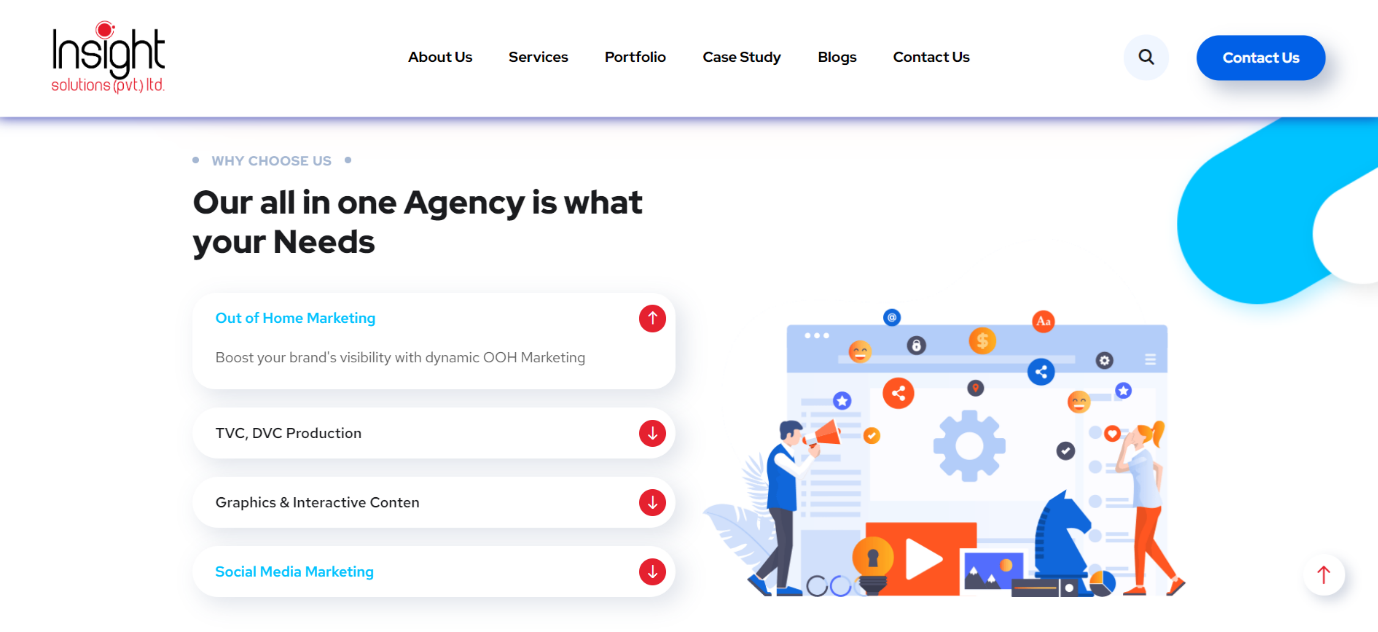 Insight
solutions (pvt) ltd.
About Us
Services
Portfolio
Case Study
Blogs
Contact Us
Contact Us
WHY CHOOSE US
Our all in one Agency is what
your Needs
Out of Home Marketing
Boost your brand's visibility with dynamic OOH Marketing
TVC, DVC Production
Graphics & Interactive Conten
Social Media Marketing
@
Aa
$